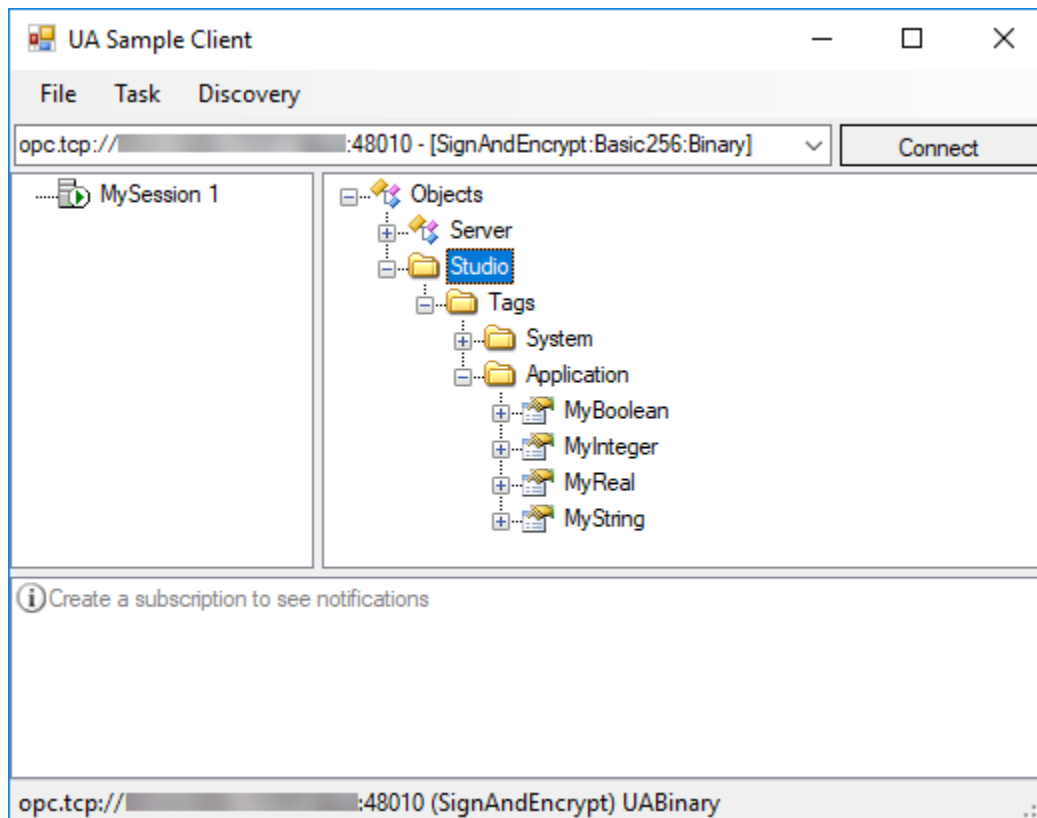 UA Sample Client
File Task Discovery
opc.tcp:// :48010 - [SignAndEncrypt:Basic256:Binary] Connect
MySession 1
Objects
Server
Studio
Tags
System
Application
MyBoolean
MyInteger
MyReal
MyString
Create a subscription to see notifications
opc.tcp:// :48010 (SignAndEncrypt) UABinary